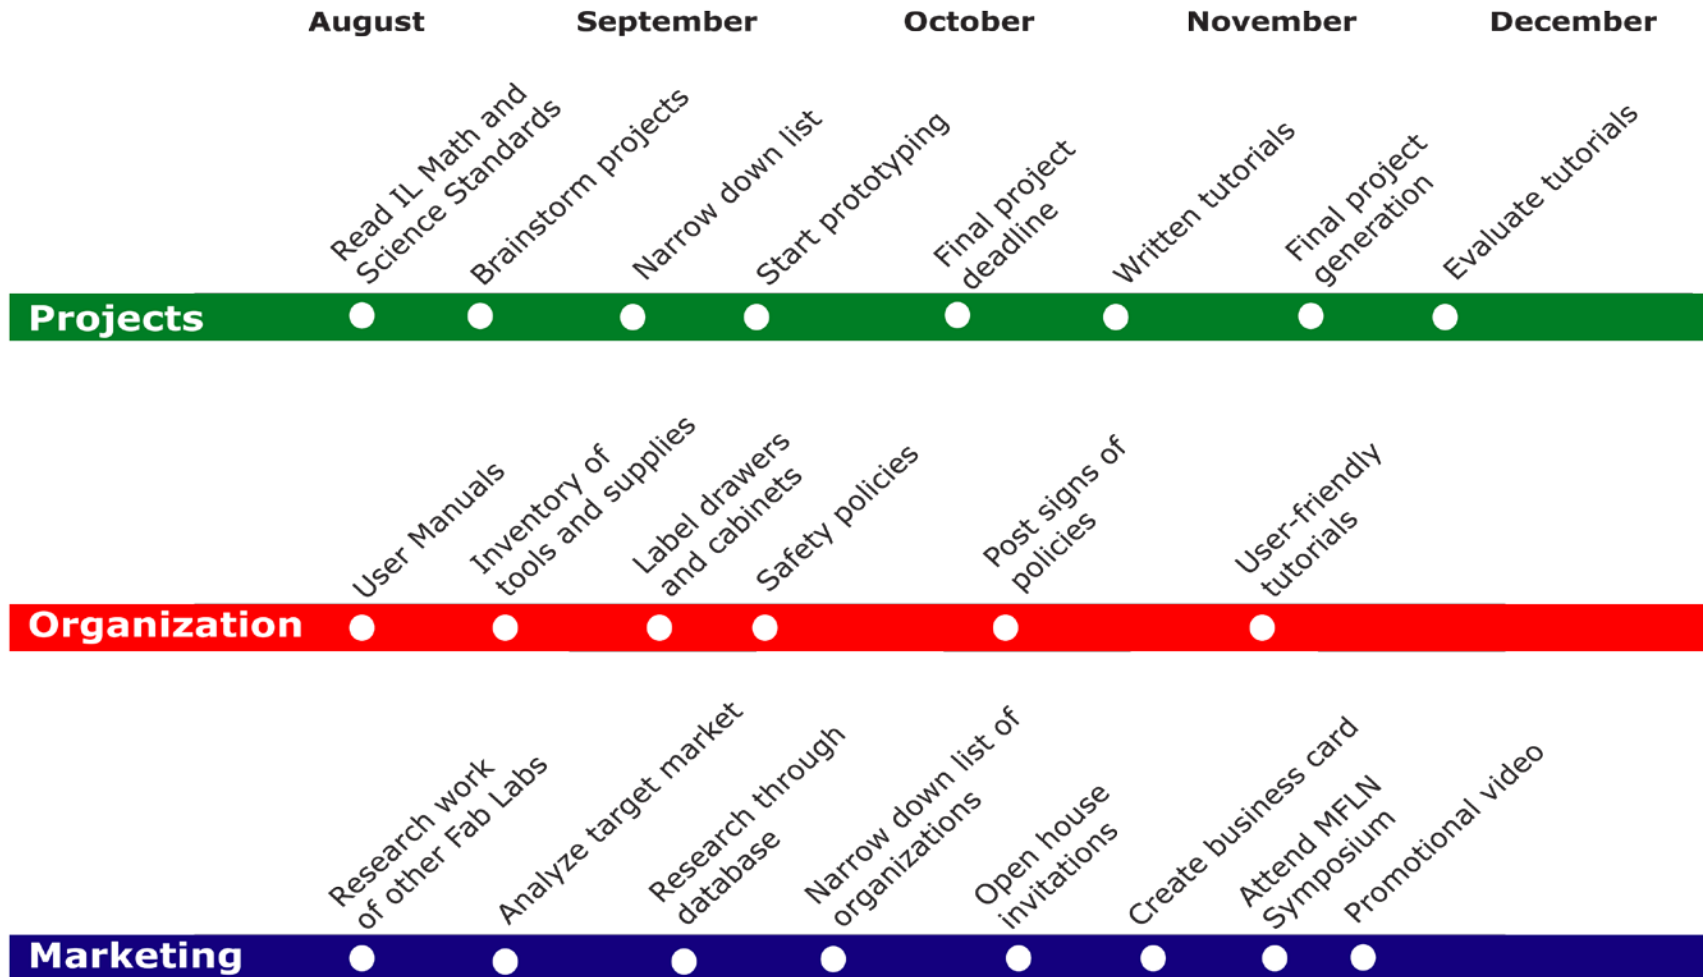 August September October November December
Read IL Math and
Science Standards
Brainstorm projects
Narrow down list
Start prototyping
Final project
deadline
Written tutorials
Final project
generation
Evaluate tutorials
Projects
User Manuals
Inventory of
tools and supplies
Label drawers
and cabinets
Safety policies
Post signs of
policies
User-friendly
tutorials
Organization
Research work
of other Fab Labs
Analyze target market
Research through
database
Narrow down list of
organizations
Open house
invitations
Create business card
Attend MFLN
Symposium
Promotional video
Marketing